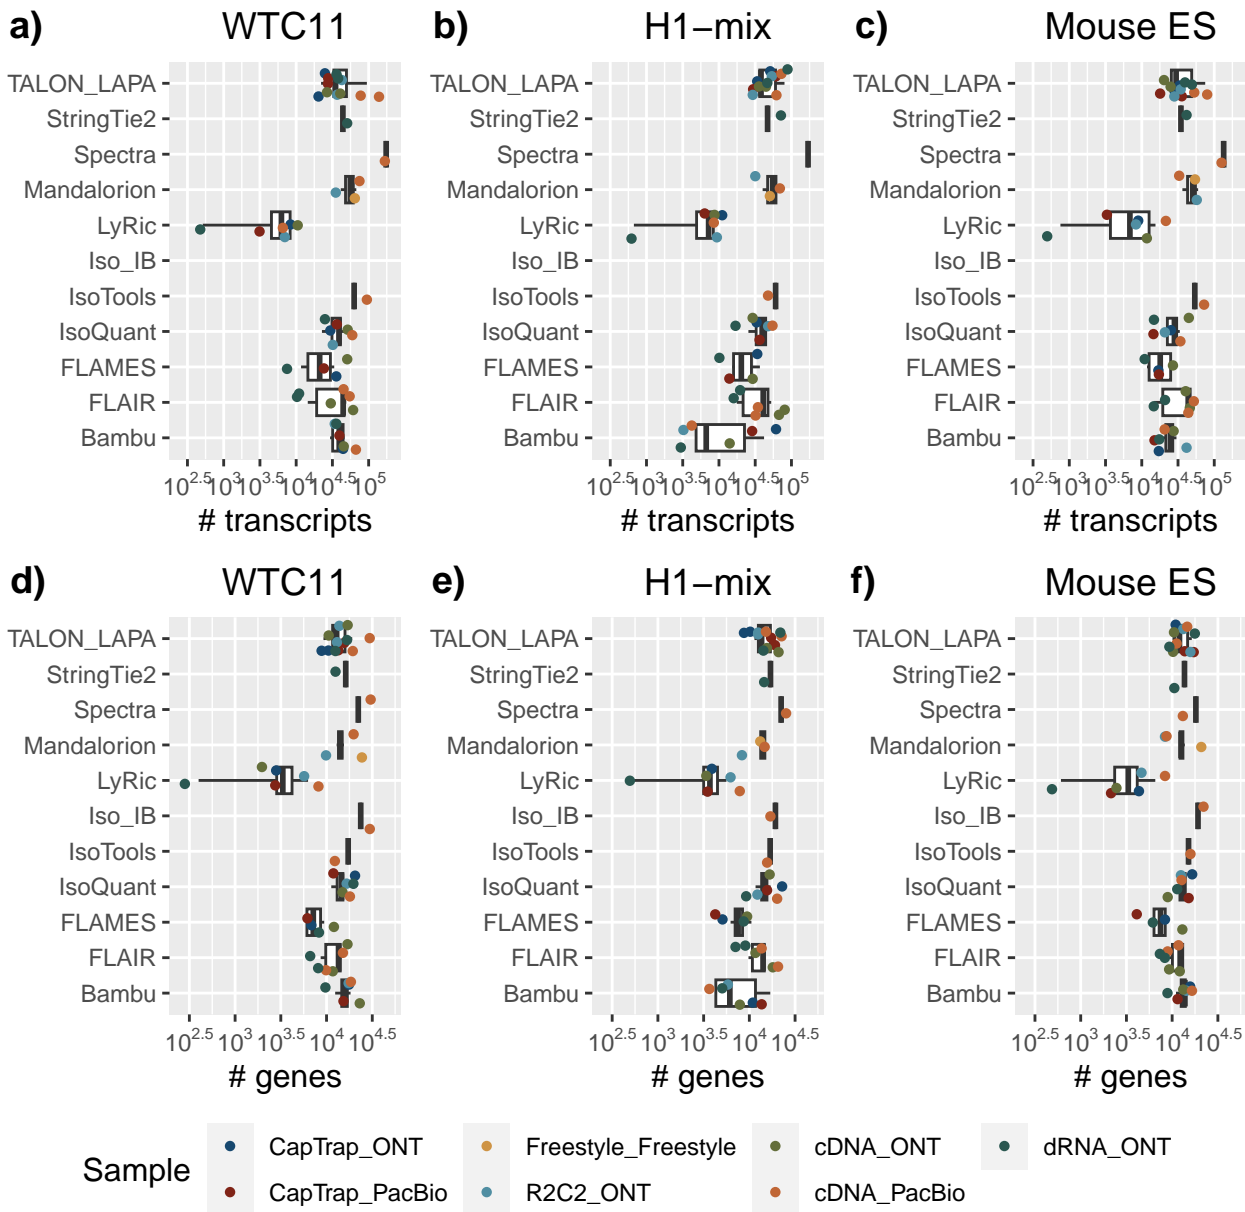 a) WTC11
b) H1−mix
c) Mouse ES
TALON_LAPA TALON_LAPA TALON_LAPA
StringTie2 StringTie2 StringTie2
Spectra Spectra Spectra
Mandalorion Mandalorion Mandalorion
LyRic LyRic LyRic
Iso_IB Iso_IB Iso_IB
IsoTools IsoTools IsoTools
IsoQuant IsoQuant IsoQuant
FLAMES FLAMES FLAMES
FLAIR FLAIR FLAIR
Bambu Bambu Bambu
10^2.5 10^3 10^3.5 10^4 10^4.5 10^5 10^2.5 10^3 10^3.5 10^4 10^4.5 10^5 10^2.5 10^3 10^3.5 10^4 10^4.5 10^5
# transcripts # transcripts # transcripts
d) WTC11
e) H1−mix
f) Mouse ES
TALON_LAPA TALON_LAPA TALON_LAPA
StringTie2 StringTie2 StringTie2
Spectra Spectra Spectra
Mandalorion Mandalorion Mandalorion
LyRic LyRic LyRic
Iso_IB Iso_IB Iso_IB
IsoTools IsoTools IsoTools
IsoQuant IsoQuant IsoQuant
FLAMES FLAMES FLAMES
FLAIR FLAIR FLAIR
Bambu Bambu Bambu
10^2.5 10^3 10^3.5 10^4 10^4.5 10^2.5 10^3 10^3.5 10^4 10^4.5 10^2.5 10^3 10^3.5 10^4 10^4.5
# genes # genes # genes
Sample
CapTrap_ONT Freestyle_Freestyle cDNA_ONT dRNA_ONT
CapTrap_PacBio R2C2_ONT cDNA_PacBio